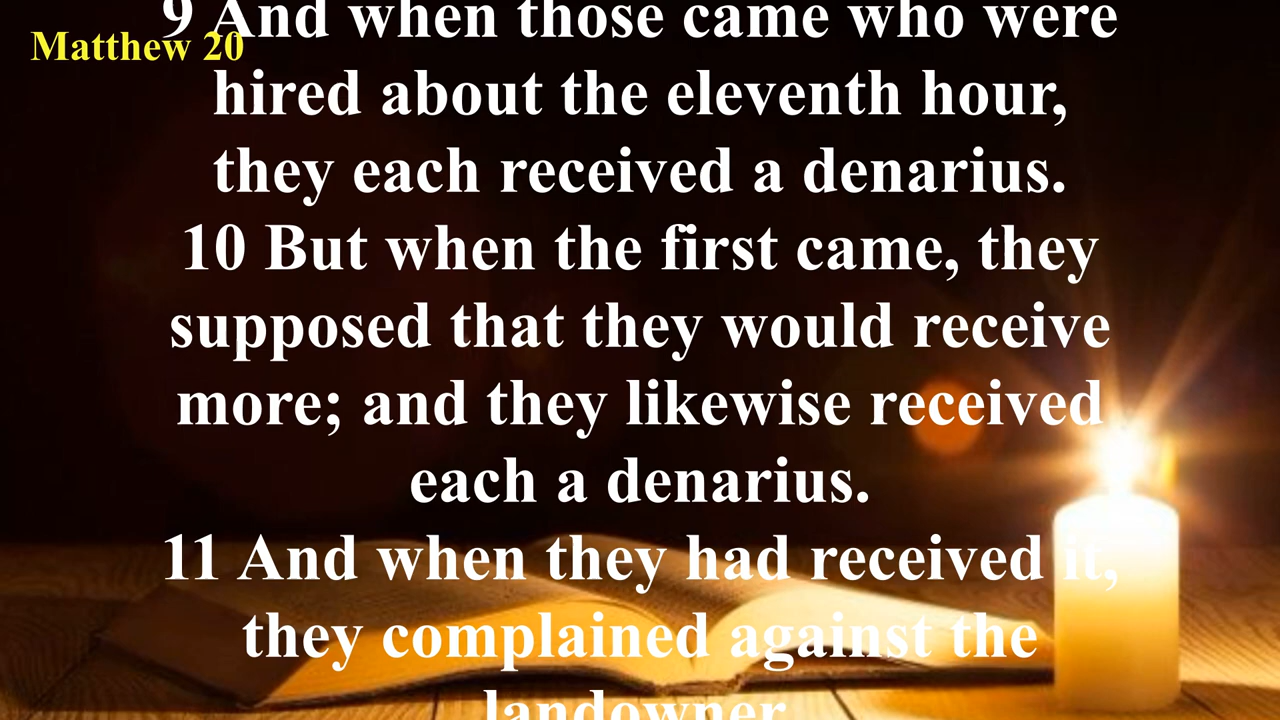 Matthew 20
9 And when those came who were
hired about the eleventh hour,
they each received a denarius.
10 But when the first came, they
supposed that they would receive
more; and they likewise received
each a denarius.
11 And when they had received it,
they complained against the
landowner